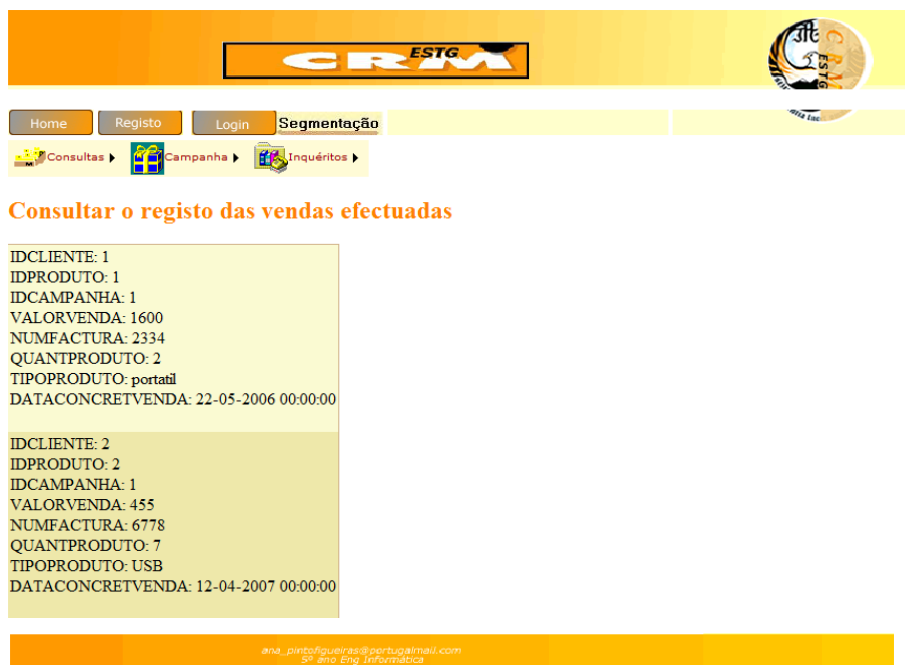 ESTG
CRM
CRM
ESTG
Home
Registo
Login
Segmentação
Consultas
Campanha
Inquéritos
Consultar o registo das vendas efectuadas
IDCLIENTE: 1
IDPRODUTO: 1
IDCAMPANHA: 1
VALORVENDA: 1600
NUMFACTURA: 2334
QUANTPRODUTO: 2
TIPOPRODUTO: portatil
DATACONCRETVENDA: 22-05-2006 00:00:00
IDCLIENTE: 2
IDPRODUTO: 2
IDCAMPANHA: 1
VALORVENDA: 455
NUMFACTURA: 6778
QUANTPRODUTO: 7
TIPOPRODUTO: USB
DATACONCRETVENDA: 12-04-2007 00:00:00
ana_pintofigueiras@portugalmail.com
5º ano Eng Informática